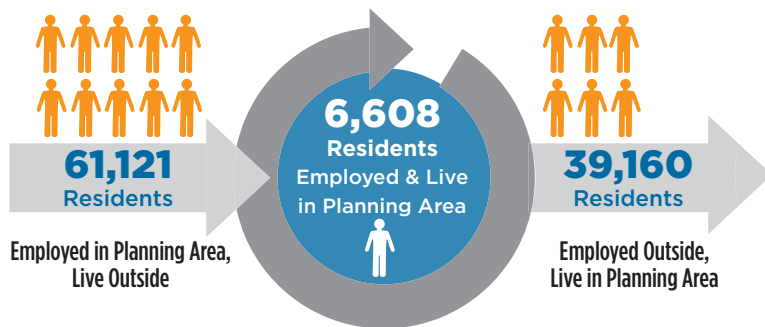 61,121
Residents
Employed in Planning Area,
Live Outside
6,608
Residents
Employed & Live
in Planning Area
39,160
Residents
Employed Outside,
Live in Planning Area